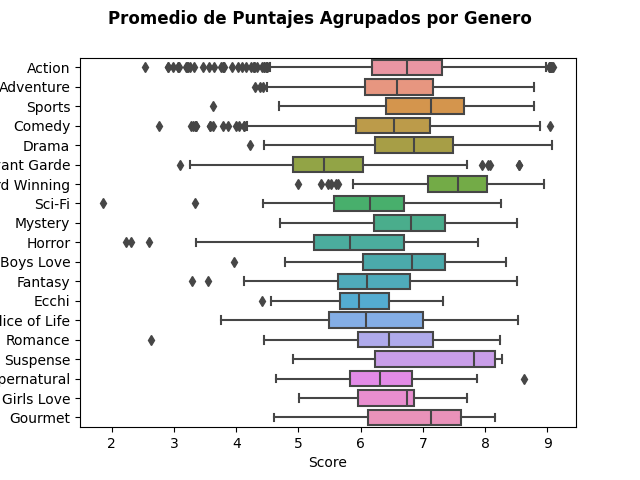 Promedio de Puntajes Agrupados por Genero
Action
Adventure
Sports
Comedy
Drama
vant Garde
rd Winning
Sci-Fi
Mystery
Horror
Boys Love
Fantasy
Ecchi
lice of Life
Romance
Suspense
pernatural
Girls Love
Gourmet
2 3 4 5 6 7 8 9
Score